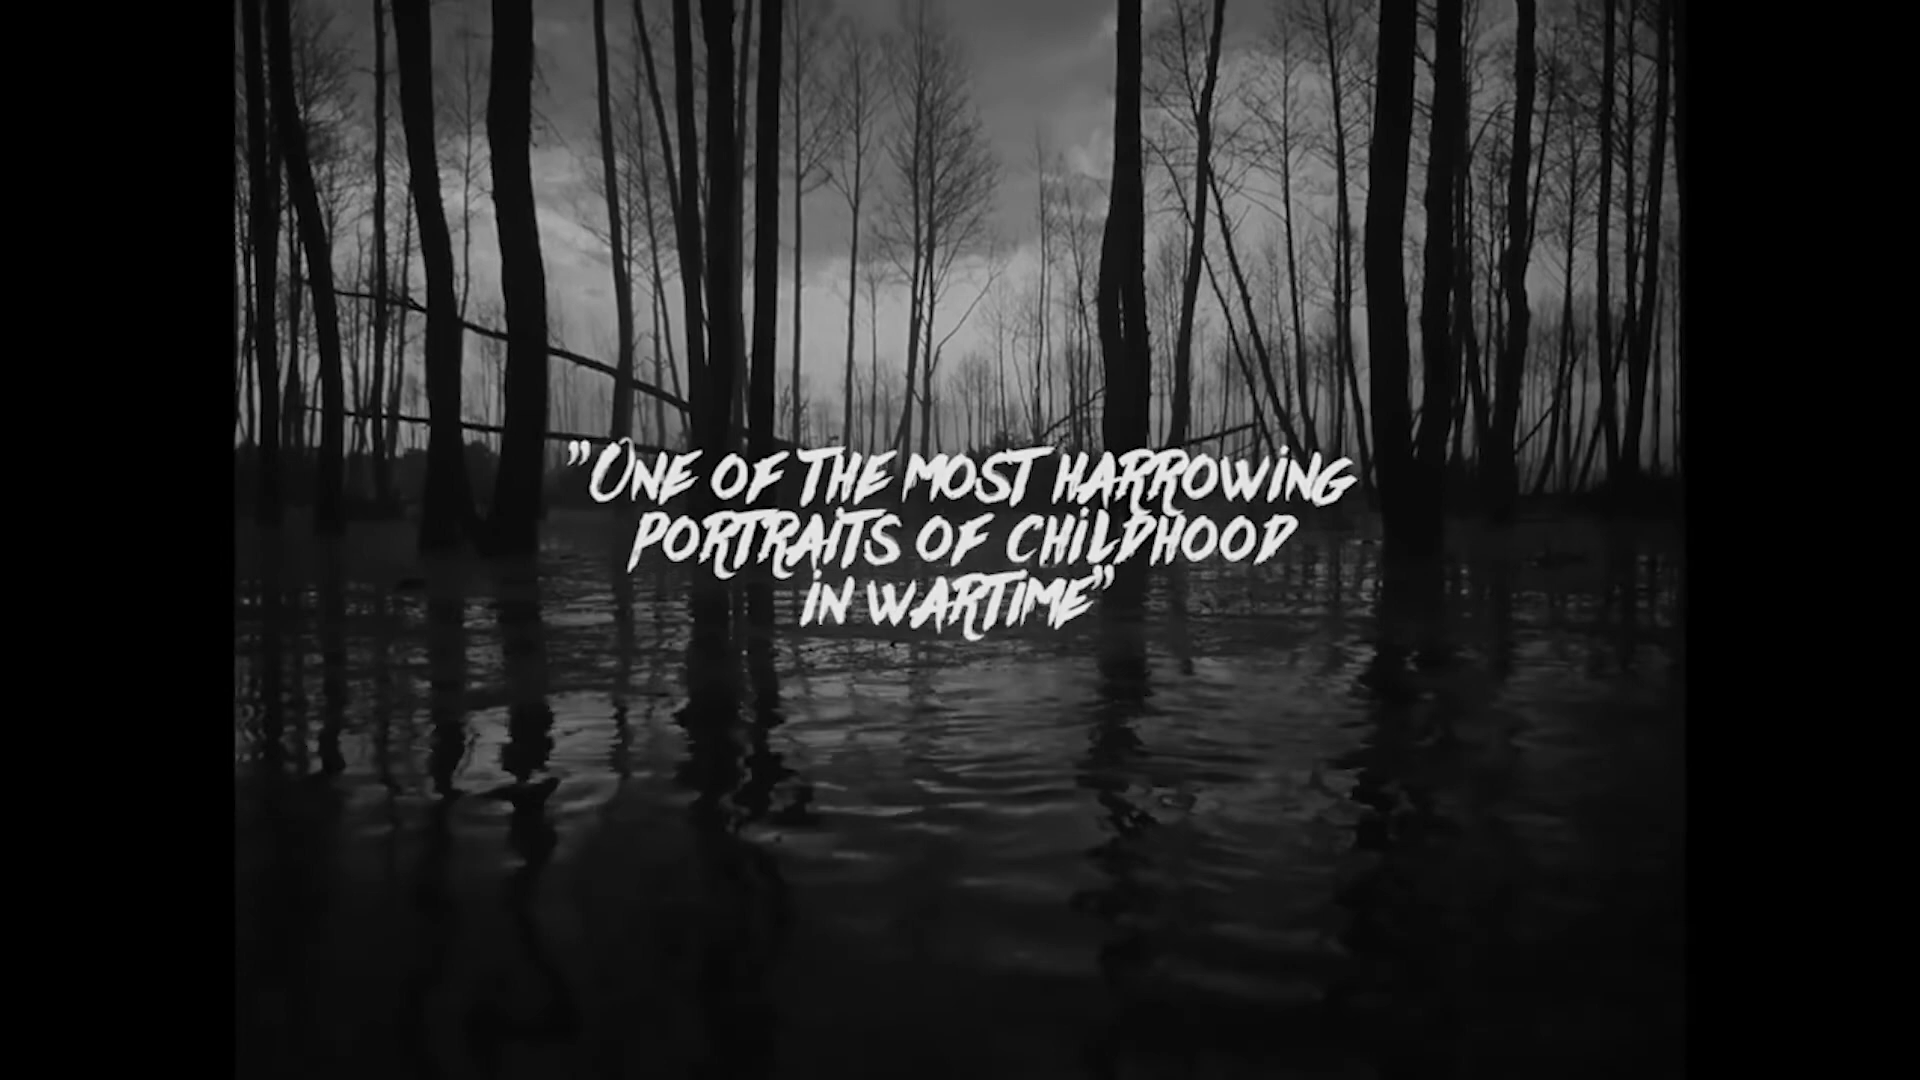 "One of the most harrowing
portraits of childhood
in wartime"